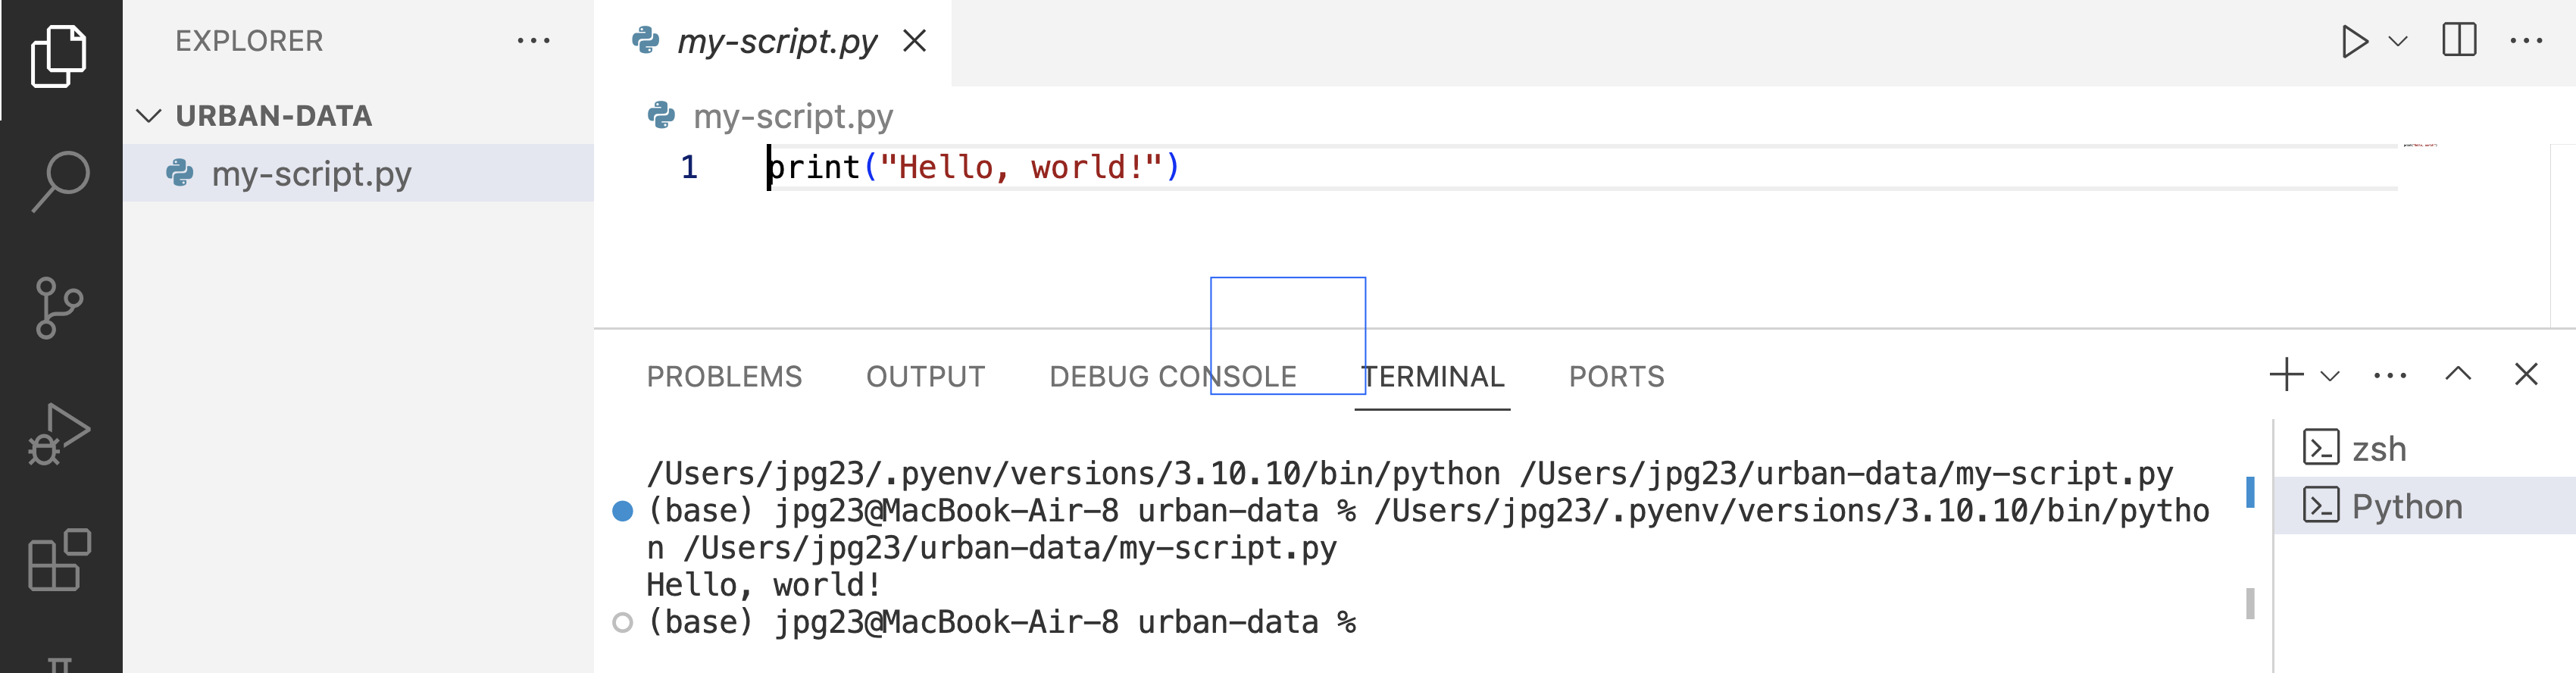 EXPLORER
URBAN-DATA
my-script.py
my-script.py
my-script.py
1 print("Hello, world!")
PROBLEMS OUTPUT DEBUG CONSOLE TERMINAL PORTS
/Users/jpg23/.pyenv/versions/3.10.10/bin/python /Users/jpg23/urban-data/my-script.py
(base) jpg23@MacBook-Air-8 urban-data % /Users/jpg23/.pyenv/versions/3.10.10/bin/pytho
n /Users/jpg23/urban-data/my-script.py
Hello, world!
(base) jpg23@MacBook-Air-8 urban-data %
zsh
Python